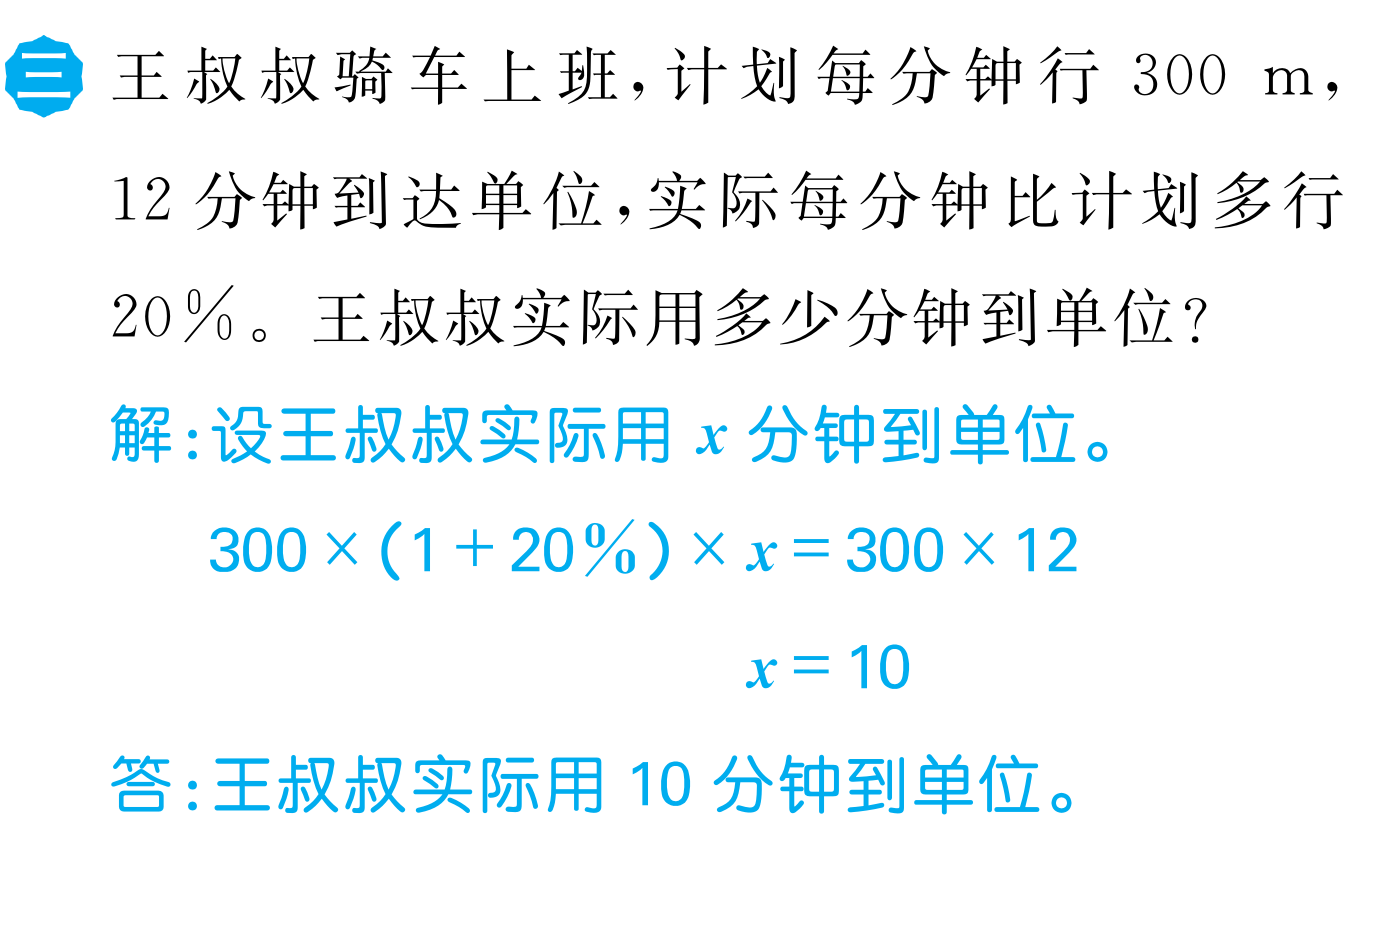 三 王叔叔骑车上班,计划每分钟行 300 m,
12 分钟到达单位,实际每分钟比计划多行
20%。王叔叔实际用多少分钟到单位?
解:设王叔叔实际用 x 分钟到单位。
300×(1+20%)×x=300×12
x=10
答:王叔叔实际用 10 分钟到单位。